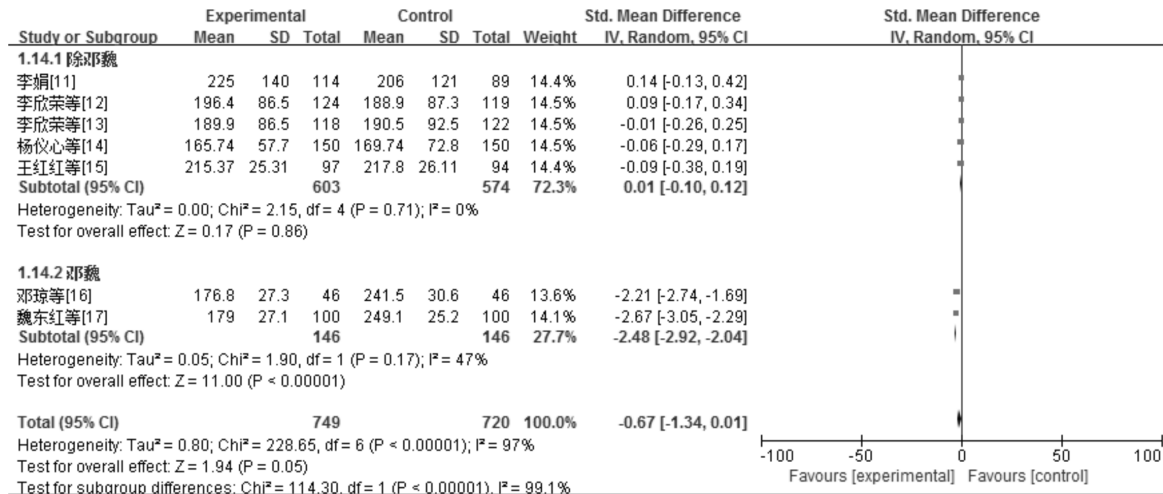 Experimental Control Std. Mean Difference Std. Mean Difference
Study or Subgroup Mean SD Total Mean SD Total Weight IV, Random, 95% CI IV, Random, 95% CI
1.14.1 除邓魏
李娟[11] 225 140 114 206 121 89 14.4% 0.14 [-0.13, 0.42]
李欣荣等[12] 196.4 86.5 124 188.9 87.3 119 14.5% 0.09 [-0.17, 0.34]
李欣荣等[13] 189.9 86.5 118 190.5 92.5 122 14.5% -0.01 [-0.26, 0.25]
杨仪心等[14] 165.74 57.7 150 169.74 72.8 150 14.5% -0.06 [-0.29, 0.17]
王红红等[15] 215.37 25.31 97 217.8 26.11 94 14.4% -0.09 [-0.38, 0.19]
Subtotal (95% CI) 603 574 72.3% 0.01 [-0.10, 0.12]
Heterogeneity: Tau² = 0.00; Chi² = 2.15, df = 4 (P = 0.71); I² = 0%
Test for overall effect: Z = 0.17 (P = 0.86)
1.14.2 邓魏
邓琼等[16] 176.8 27.3 46 241.5 30.6 46 13.6% -2.21 [-2.74, -1.69]
魏东红等[17] 179 27.1 100 249.1 25.2 100 14.1% -2.67 [-3.05, -2.29]
Subtotal (95% CI) 146 146 27.7% -2.48 [-2.92, -2.04]
Heterogeneity: Tau² = 0.05; Chi² = 1.90, df = 1 (P = 0.17); I² = 47%
Test for overall effect: Z = 11.00 (P < 0.00001)
Total (95% CI) 749 720 100.0% -0.67 [-1.34, 0.01]
Heterogeneity: Tau² = 0.80; Chi² = 228.65, df = 6 (P < 0.00001); I² = 97%
Test for overall effect: Z = 1.94 (P = 0.05)
Test for subgroup differences: Chi² = 114.30, df = 1 (P < 0.00001), I² = 99.1%
-100 -50 0 50 100
Favours [experimental] Favours [control]